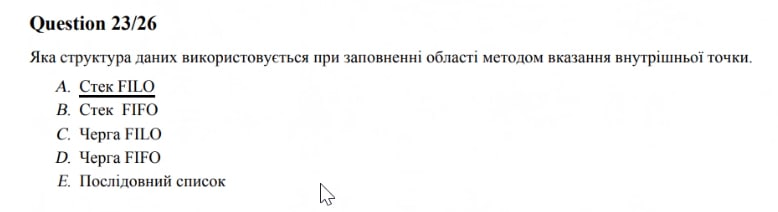 Question 23/26
Яка структура даних використовується при заповненні області методом вказання внутрішньої точки.
A. Стек FILO
B. Стек FIFO
C. Черга FILO
D. Черга FIFO
E. Послідовний список